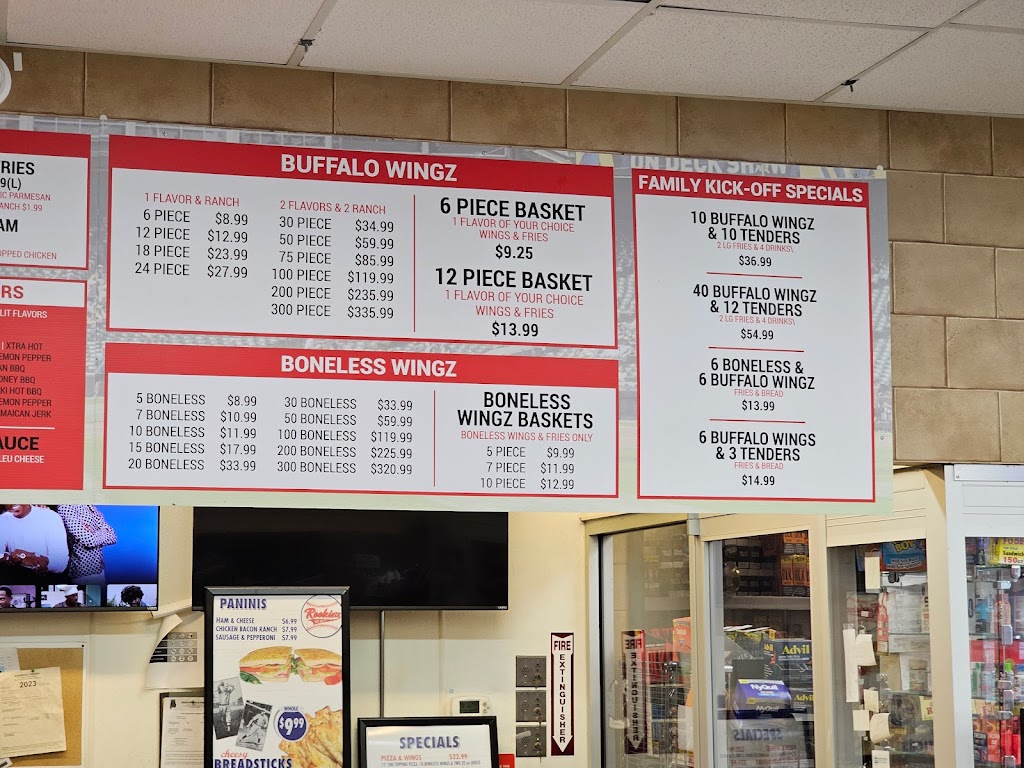 RIES
9(L)
IC PARMESAN
ANCH $1.99
AM
OPPED CHICKEN
RS
LIT FLAVORS
| XTRA HOT
EMON PEPPER
AN BBQ
ONEY BBQ
KI HOT BBQ
EMON PEPPER
MAICAN JERK
AUCE
LEU CHEESE
BUFFALO WINGZ
1 FLAVOR & RANCH
6 PIECE $8.99
12 PIECE $12.99
18 PIECE $23.99
24 PIECE $27.99
2 FLAVORS & 2 RANCH
30 PIECE $34.99
50 PIECE $59.99
75 PIECE $85.99
100 PIECE $119.99
200 PIECE $235.99
300 PIECE $335.99
6 PIECE BASKET
1 FLAVOR OF YOUR CHOICE
WINGS & FRIES
$9.25
12 PIECE BASKET
1 FLAVOR OF YOUR CHOICE
WINGS & FRIES
$13.99
BONELESS WINGZ
5 BONELESS $8.99
7 BONELESS $10.99
10 BONELESS $11.99
15 BONELESS $17.99
20 BONELESS $33.99
30 BONELESS $33.99
50 BONELESS $59.99
100 BONELESS $119.99
200 BONELESS $225.99
300 BONELESS $320.99
BONELESS
WINGZ BASKETS
BONELESS WINGS & FRIES ONLY
5 PIECE $9.99
7 PIECE $11.99
10 PIECE $12.99
ON DECK SHAW
FAMILY KICK-OFF SPECIALS
10 BUFFALO WINGZ
& 10 TENDERS
2 LG FRIES & 4 DRINKS\
$36.99
40 BUFFALO WINGZ
& 12 TENDERS
2 LG FRIES & 4 DRINKS\
$54.99
6 BONELESS &
6 BUFFALO WINGZ
FRIES & BREAD
$13.99
6 BUFFALO WINGS
& 3 TENDERS
FRIES & BREAD
$14.99
2023
PANINIS
HAM & CHEESE $6.99
CHICKEN BACON RANCH $7.99
SAUSAGE & PEPPERONI $7.99
Rookies
WHOLE
$9.99
cheesy
BREADSTICKS
SPECIALS
PIZZA & WINGS $22.99
FIRE
EXTINGUISHER
FIRE
EXTINGUISHER
Advil
Advil
NyQuil
NyQuil
SPECIALS
150CT